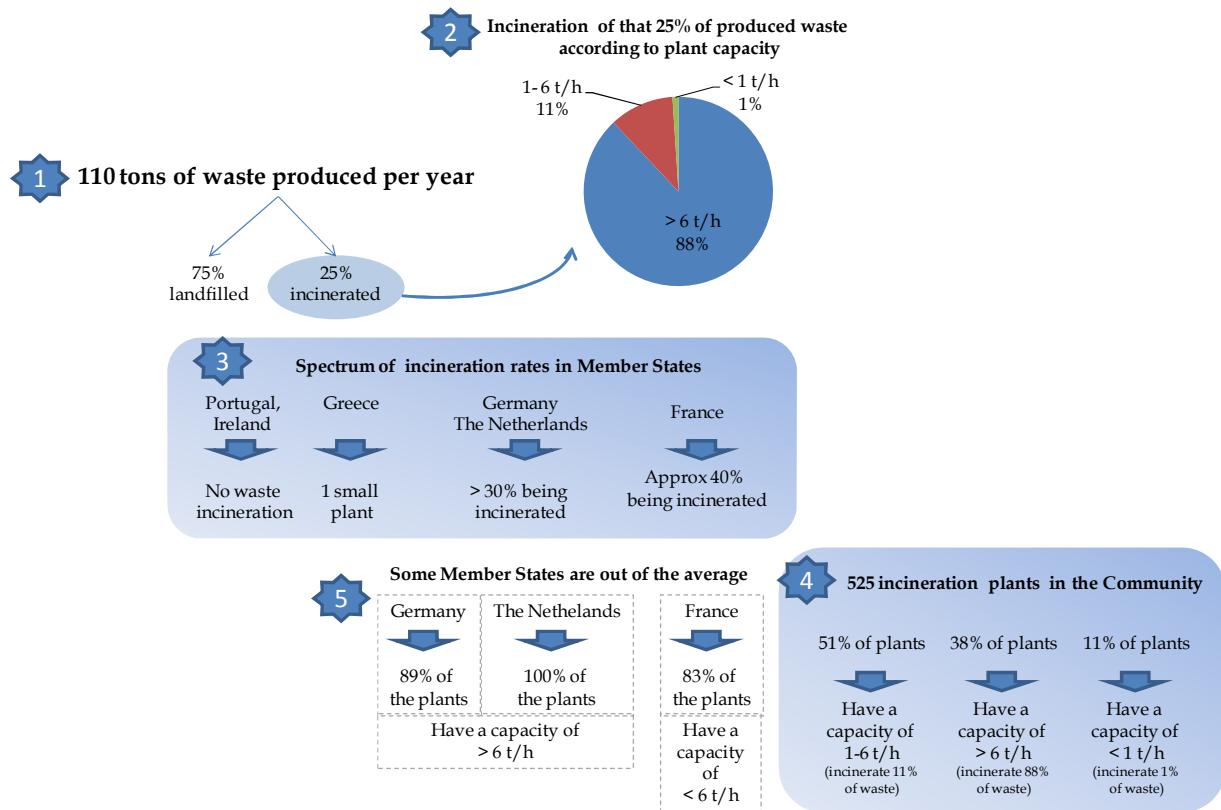 2
Incineration of that 25% of produced waste
according to plant capacity
1- 6 t/h
11%
< 1 t/h
1%
> 6 t/h
88%
1
110 tons of waste produced per year
75%
landfilled
25%
incinerated
3
Spectrum of incineration rates in Member States
Portugal,
Ireland
No waste
incineration
Greece
1 small
plant
Germany
The Netherlands
> 30% being
incinerated
France
Approx 40%
being incinerated
5
Some Member States are out of the average
Germany
89% of
the plants
The Nethelands
100% of
the plants
Have a capacity of
> 6 t/h
France
83% of
the plants
Have a
capacity
of
< 6 t/h
4
525 incineration plants in the Community
51% of plants
Have a
capacity of
1-6 t/h
(incinerate 11%
of waste)
38% of plants
Have a
capacity of
> 6 t/h
(incinerate 88%
of waste)
11% of plants
Have a
capacity of
< 1 t/h
(incinerate 1%
of waste)